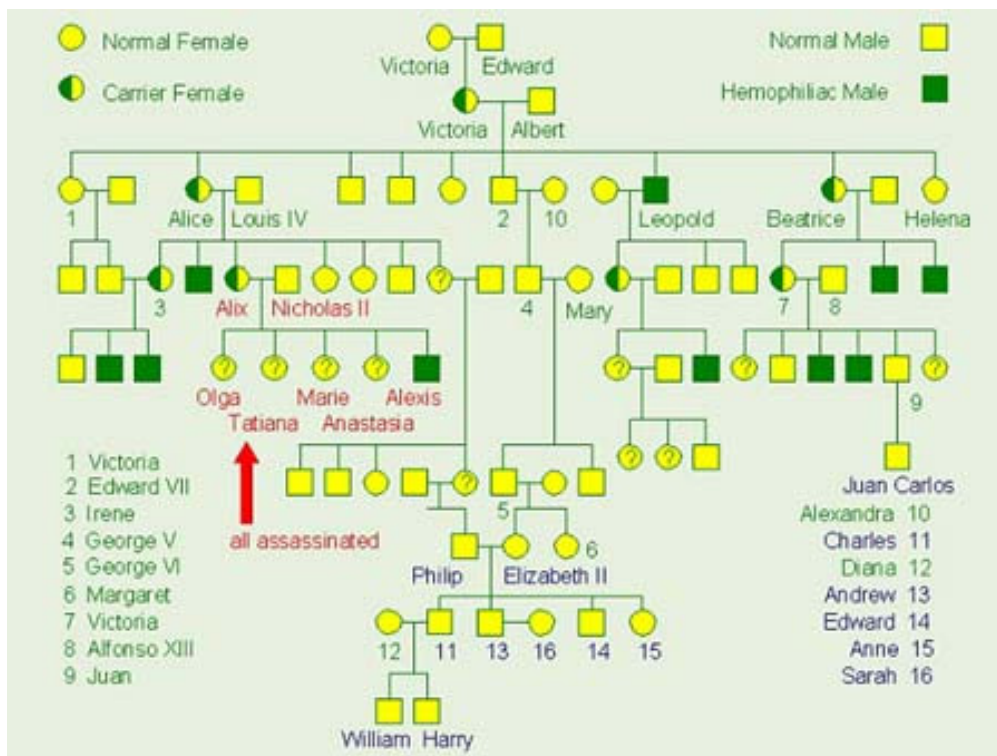 Normal Female
Normal Male
Victoria Edward
Carrier Female
Hemophiliac Male
Victoria Albert
1
Alice Louis IV
2
10
Leopold
Beatrice
Helena
3
Alix Nicholas II
4
Mary
7
8
? 
? ? ? ?
?
? ?
Olga Marie Alexis
Tatiana Anastasia
9
? ?
?
1 Victoria
2 Edward VII
3 Irene
4 George V
5 George VI
6 Margaret
7 Victoria
8 Alfonso XIII
9 Juan
all assassinated
5
Juan Carlos
Alexandra 10
Charles 11
Diana 12
Andrew 13
Edward 14
Anne 15
Sarah 16
6
Philip Elizabeth II
12 11 13 16 14 15
William Harry